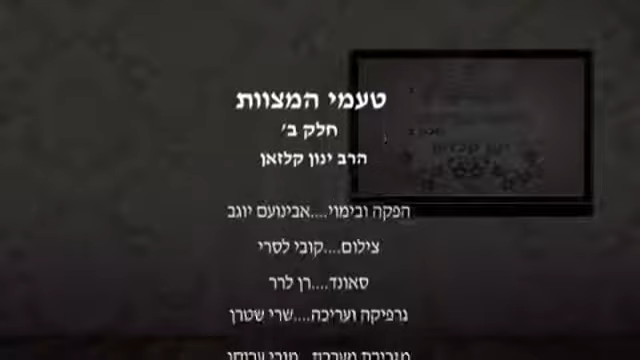 טעמי המצוות
חלק ב'
הרב ינון קלזאן
הפקה ובימוי....אבינועם יוגב
צילום....קובי לסרי
סאונד....רן לרר
גרפיקה ועריכה....שרי שטרן